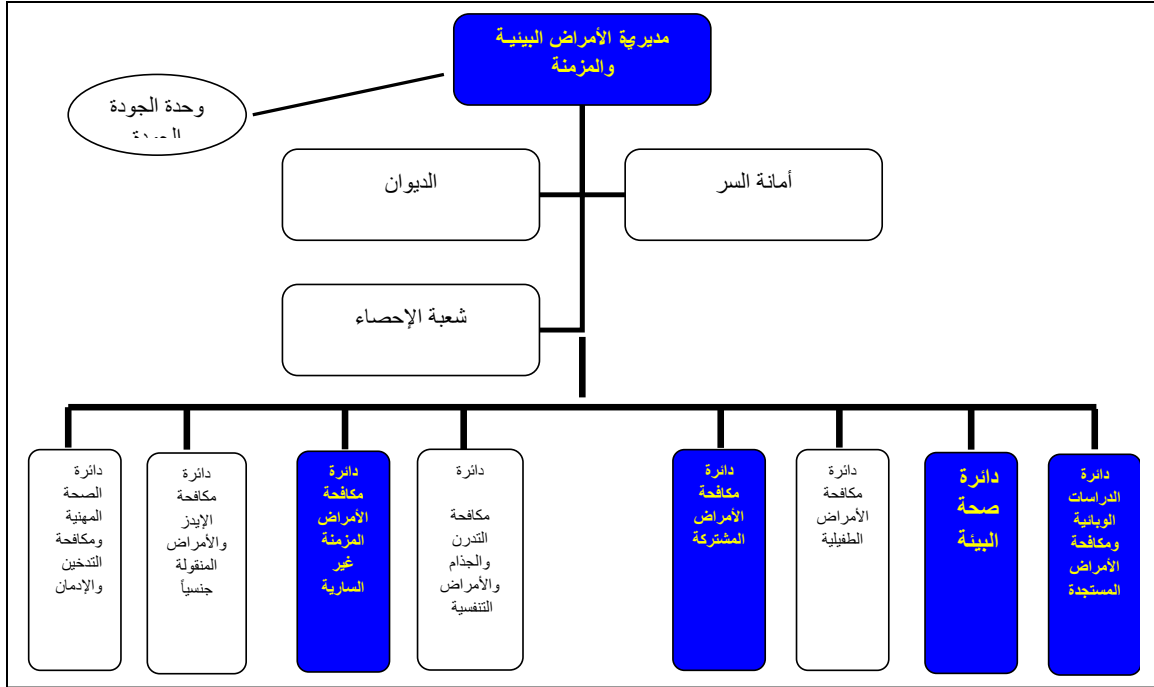 مديرية الأمراض البيئية
والمزمنة
وحدة الجودة
أمانة السر
الديوان
شعبة الإحصاء
دائرة
الدراسات
الوبائية
ومكافحة
الأمراض
المستجدة
دائرة
صحة
البيئة
دائرة
مكافحة
الأمراض
الطفيلية
دائرة
مكافحة
الأمراض
المشتركة
دائرة
مكافحة
التدرن
والجذام
والأمراض
التنفسية
دائرة
مكافحة
الأمراض
المزمنة
غير
السارية
دائرة
مكافحة
الإيدز
والأمراض
المنقولة
جنسياً
دائرة
الصحة
المهنية
ومكافحة
التدخين
والإدمان